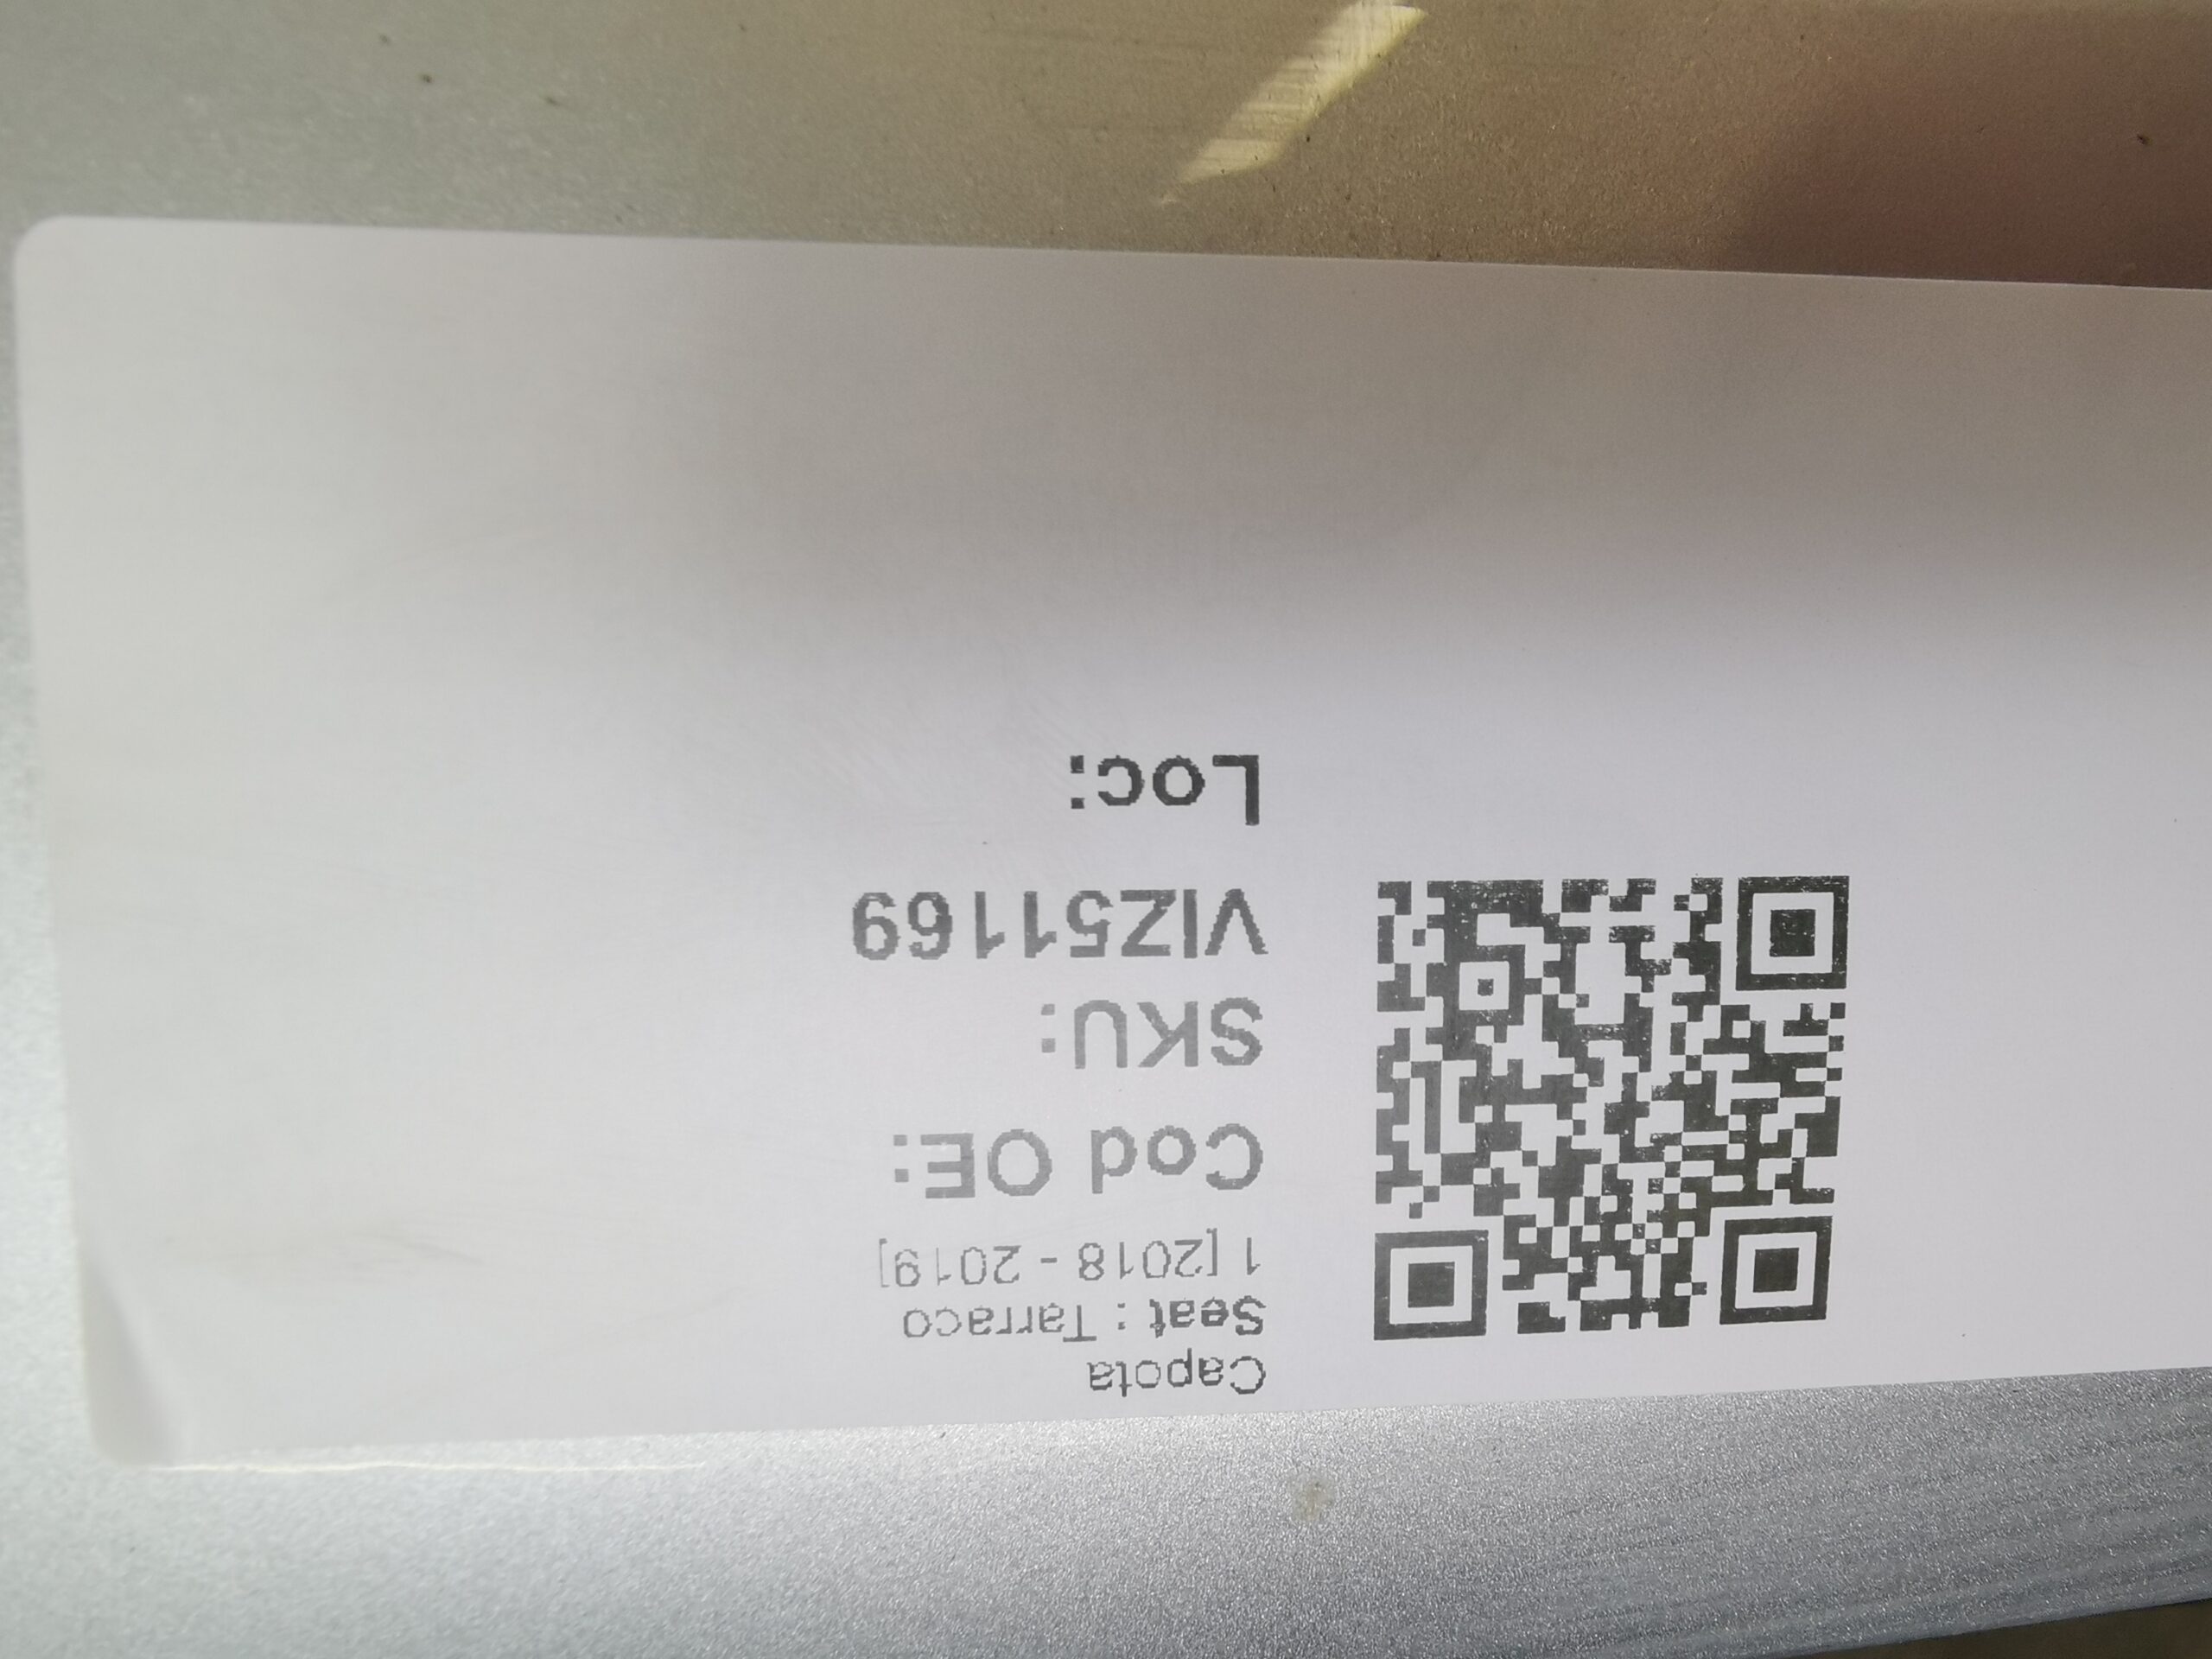 Capota
Seat : Tarraco
1 [2018 - 2019]
Cod OE:
SKU:
VIZ51169
Loc: